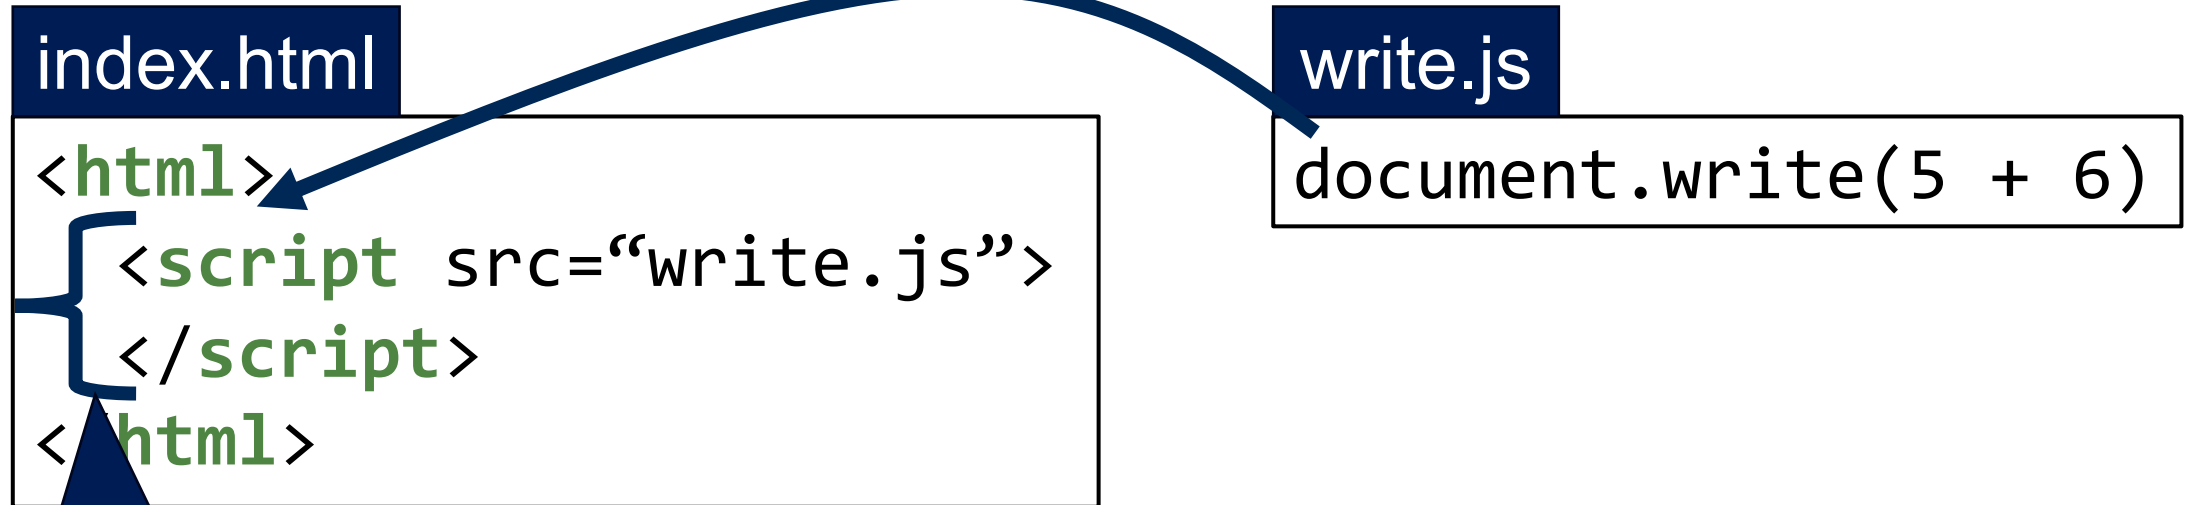 index.html
<html>
<script src=“write.js”>
</script>
< html>
write.js
document.write(5 + 6)